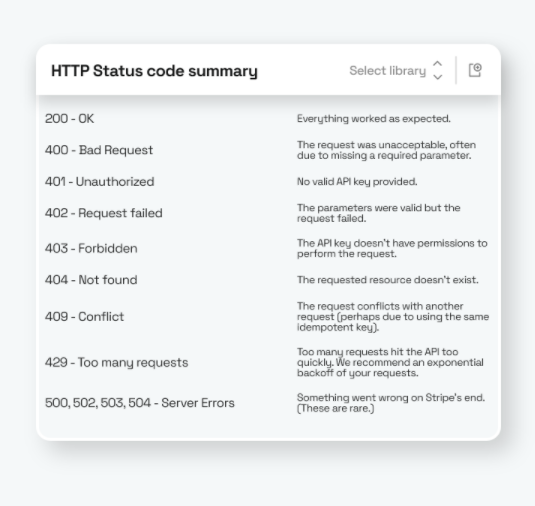 HTTP Status code summary
Select library
200 - OK
Everything worked as expected.
400 - Bad Request
The request was unacceptable, often
due to missing a required parameter.
401 - Unauthorized
No valid API key provided.
402 - Request failed
The parameters were valid but the
request failed.
403 - Forbidden
The API key doesn't have permissions to
perform the request.
404 - Not found
The requested resource doesn't exist.
409 - Conflict
The request conflicts with another
request (perhaps due to using the same
idempotent key).
429 - Too many requests
Too many requests hit the API too
quickly. We recommend an exponential
backoff of your requests.
500, 502, 503, 504 - Server Errors
Something went wrong on Stripe's end.
(These are rare.)